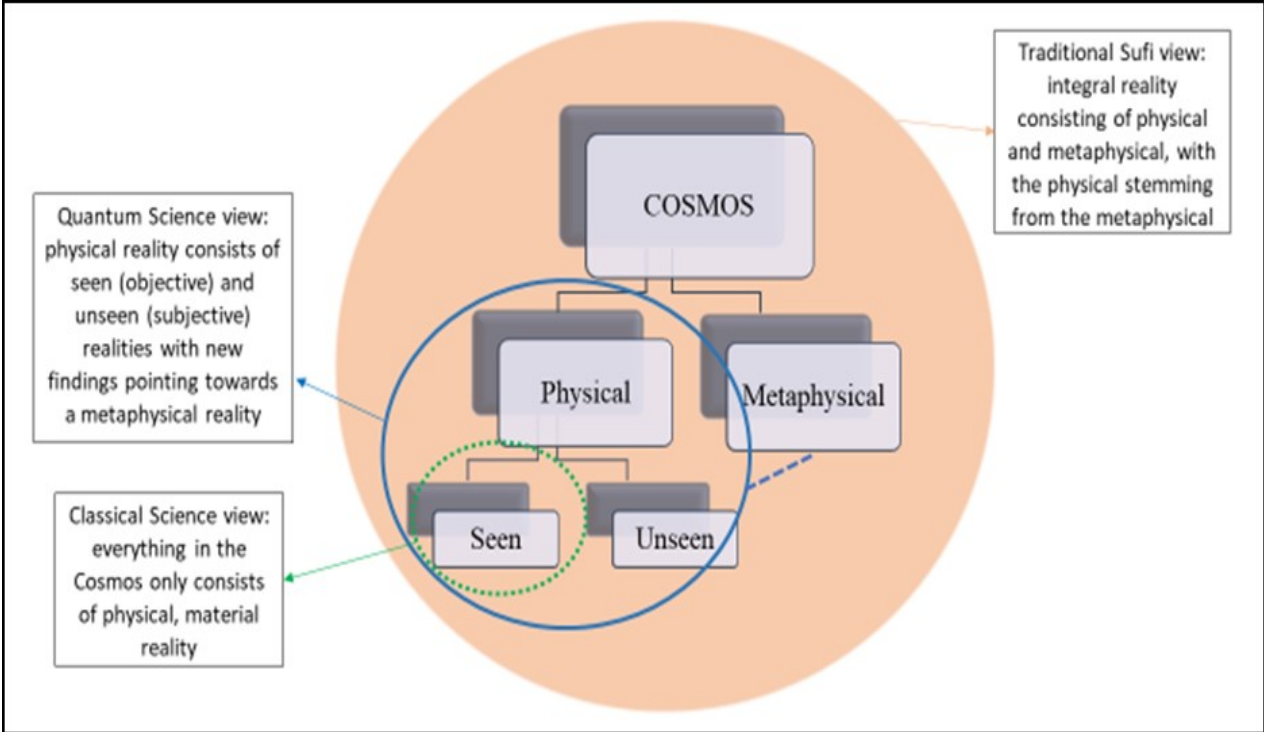 Traditional Sufi view:
integral reality
consisting of physical
and metaphysical, with
the physical stemming
from the metaphysical
COSMOS
Quantum Science view:
physical reality consists of
seen (objective) and
unseen (subjective)
realities with new
findings pointing towards
a metaphysical reality
Physical
Metaphysical
Classical Science view:
everything in the
Cosmos only consists
of physical, material
reality
Seen
Unseen